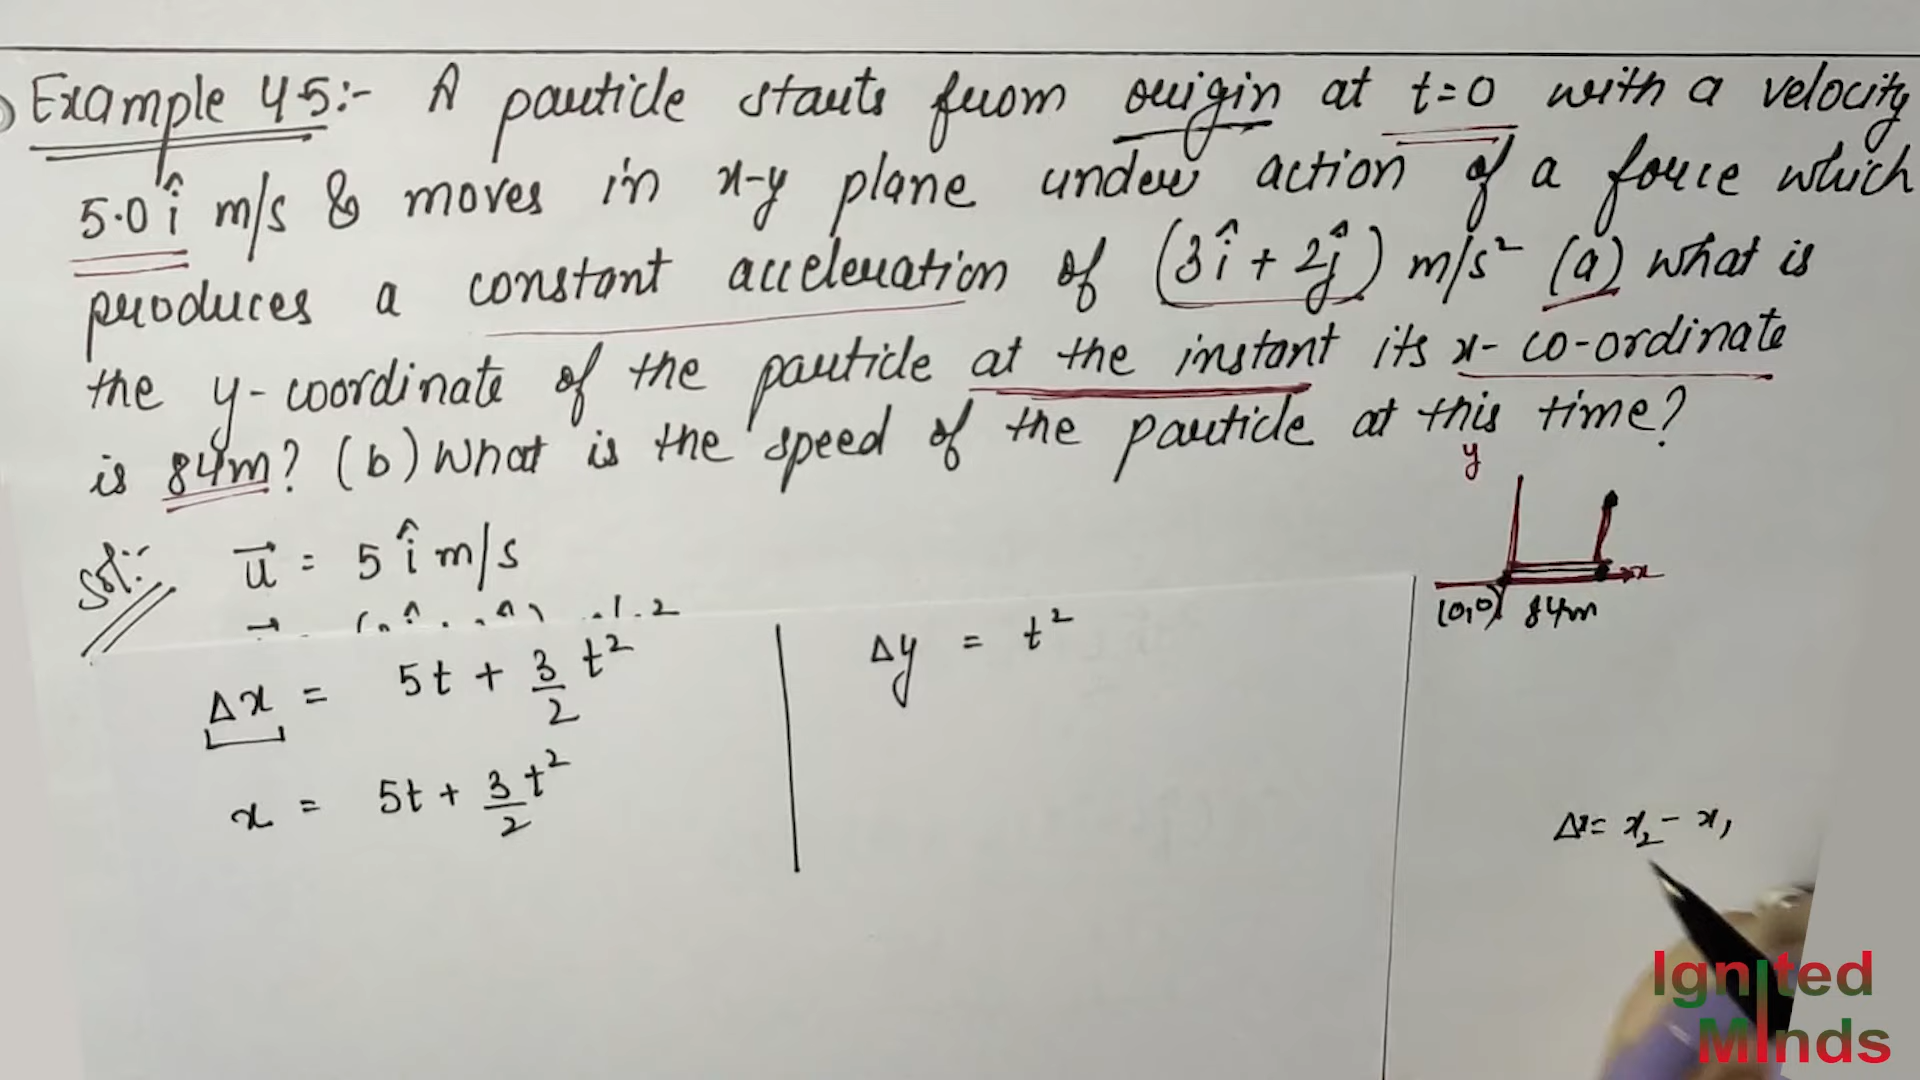 Example 4.5:- A particle starts from origin at t=0 with a velocity
5.0 î m/s & moves in x-y plane under action of a force which
produces a constant acceleration of (3î + 2ĵ) m/s² (a) what is
the y-coordinate of the particle at the instant its x-co-ordinate
is 84m? (b) What is the speed of the particle at this time?
y
x
(0,0) 84m
Sol:-
u⃗ = 5 î m/s
Δx = 5t + 3/2 t²
Δy = t²
x = 5t + 3/2 t²
Δx = x₂ - x₁
Ignited
Minds